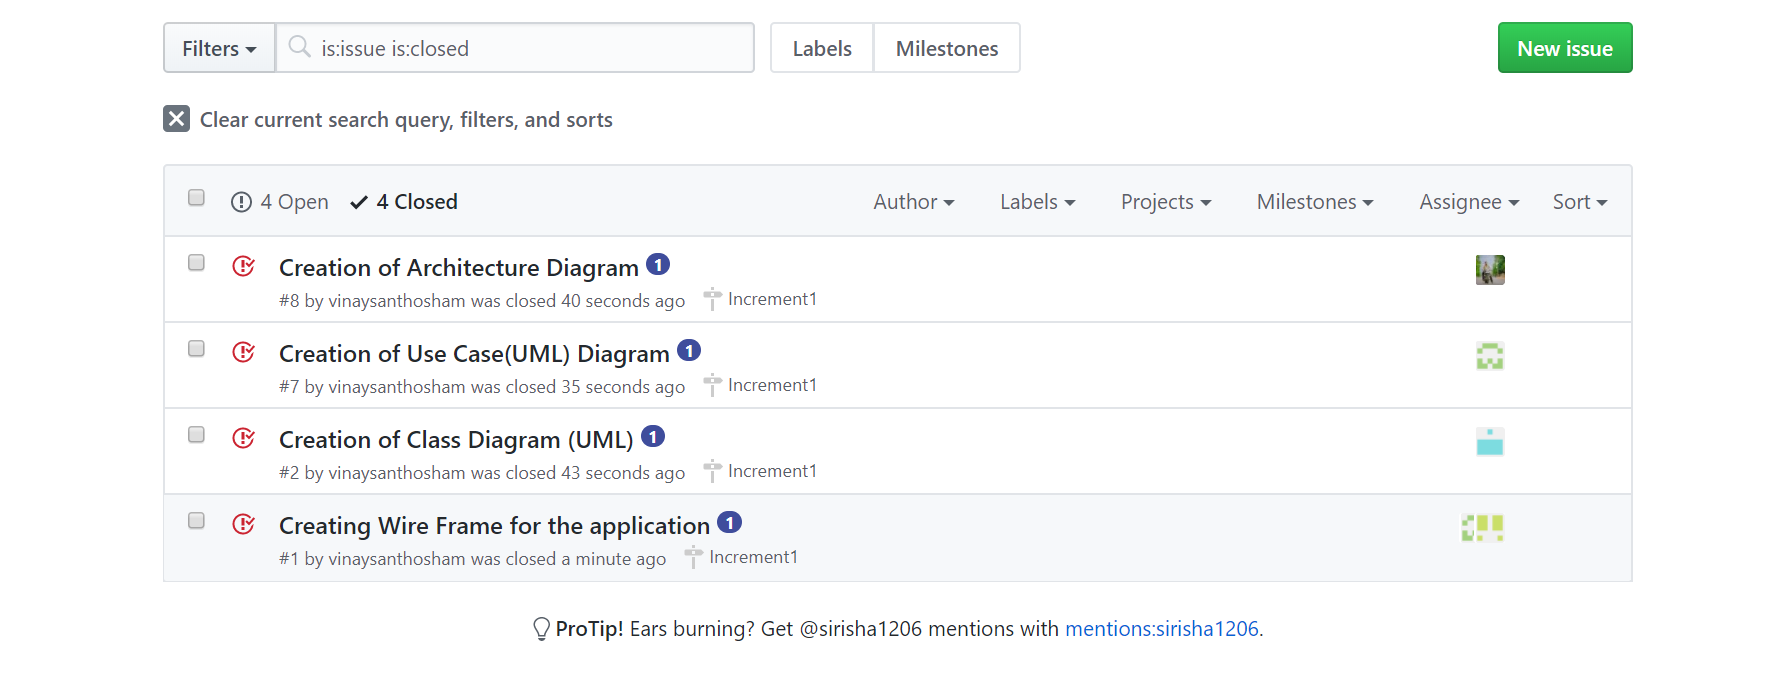 Filters is:issue is:closed Labels Milestones New issue
Clear current search query, filters, and sorts
4 Open 4 Closed Author Labels Projects Milestones Assignee Sort
Creation of Architecture Diagram 1
#8 by vinaysanthosham was closed 40 seconds ago Increment1
Creation of Use Case(UML) Diagram 1
#7 by vinaysanthosham was closed 35 seconds ago Increment1
Creation of Class Diagram (UML) 1
#2 by vinaysanthosham was closed 43 seconds ago Increment1
Creating Wire Frame for the application 1
#1 by vinaysanthosham was closed a minute ago Increment1
ProTip! Ears burning? Get @sirisha1206 mentions with mentions:sirisha1206.